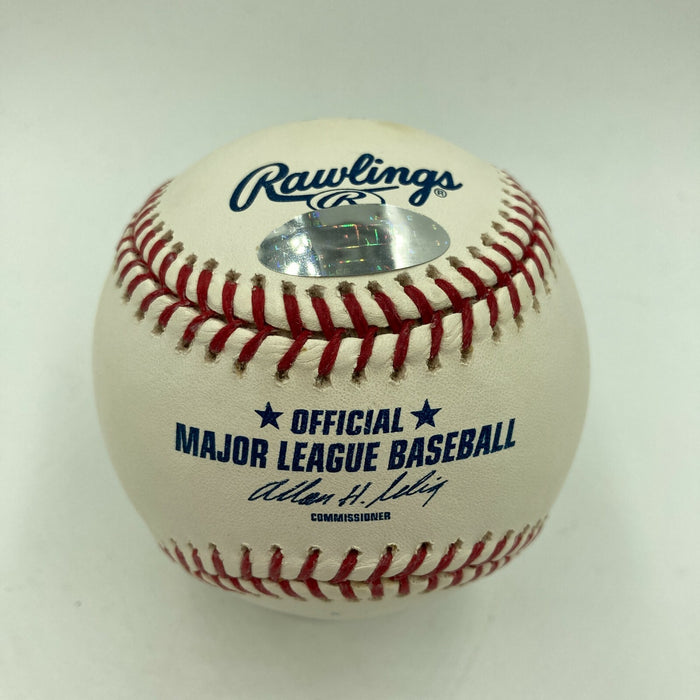 Rawlings®
R
★ OFFICIAL ★
MAJOR LEAGUE BASEBALL
Allan H. Selig
COMMISSIONER